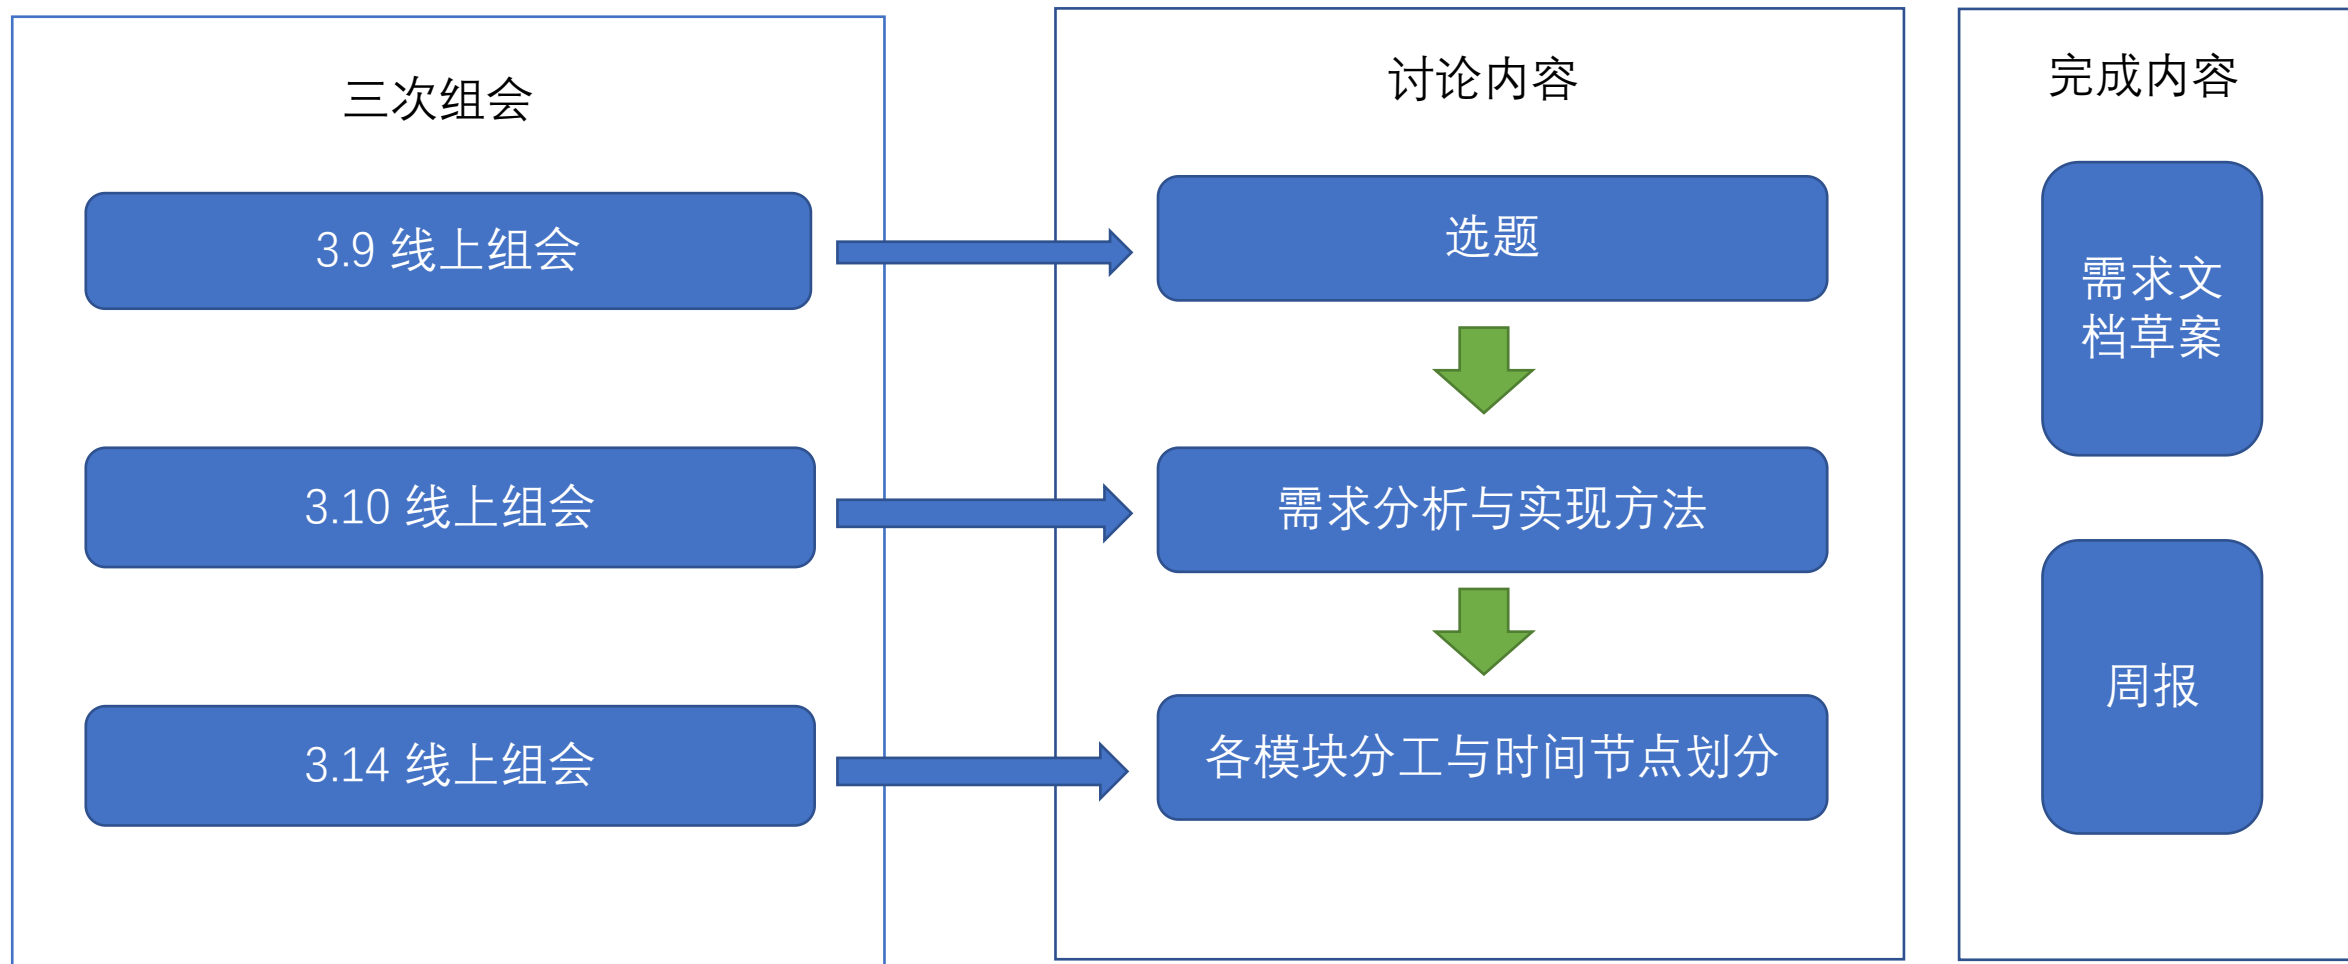 三次组会
3.9 线上组会
3.10 线上组会
3.14 线上组会
讨论内容
选题
需求分析与实现方法
各模块分工与时间节点划分
完成内容
需求文
档草案
周报